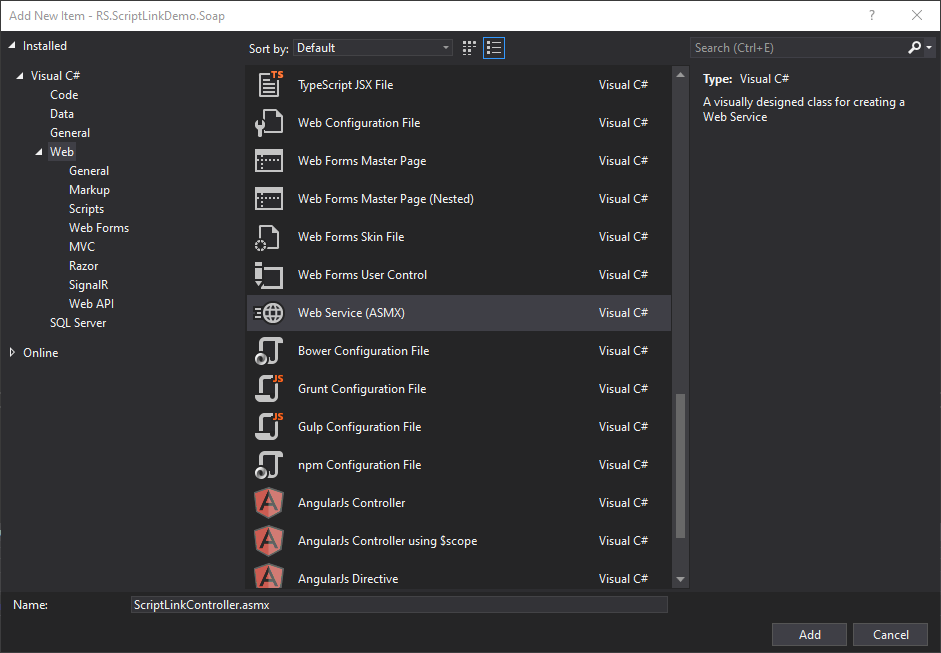 Add New Item - RS.ScriptLinkDemo.Soap
?
Installed
Sort by: Default
Search (Ctrl+E)
Visual C#
Code
Data
General
Web
General
Markup
Scripts
Web Forms
MVC
Razor
SignalR
Web API
SQL Server
Online
TS
TypeScript JSX File Visual C#
Web Configuration File Visual C#
Web Forms Master Page Visual C#
Web Forms Master Page (Nested) Visual C#
Web Forms Skin File Visual C#
Web Forms User Control Visual C#
Web Service (ASMX) Visual C#
Bower Configuration File Visual C#
JS
Grunt Configuration File Visual C#
JS
Gulp Configuration File Visual C#
npm Configuration File Visual C#
A
AngularJs Controller Visual C#
A
AngularJs Controller using $scope Visual C#
A
AngularJs Directive Visual C#
Type: Visual C#
A visually designed class for creating a
Web Service
Name: ScriptLinkController.asmx
Add Cancel